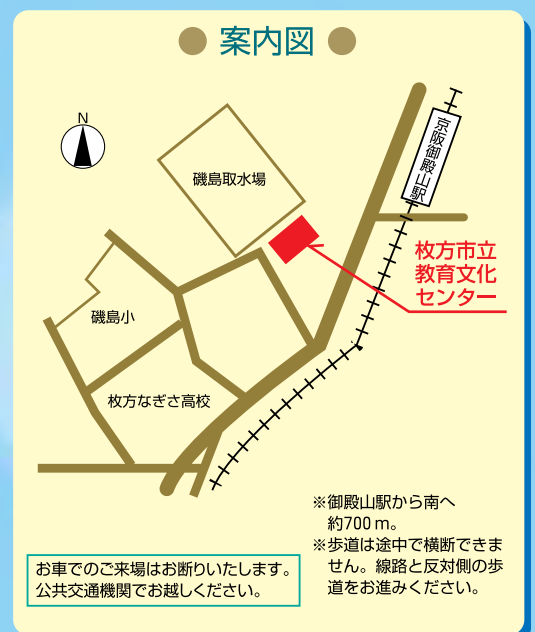 案内図
N
京阪御殿山駅
磯島取水場
枚方市立
教育文化
センター
磯島小
枚方なぎさ高校
※御殿山駅から南へ
約700m。
※歩道は途中で横断できま
せん。線路と反対側の歩
道をお進みください。
お車でのご来場はお断りいたします。
公共交通機関でお越しください。